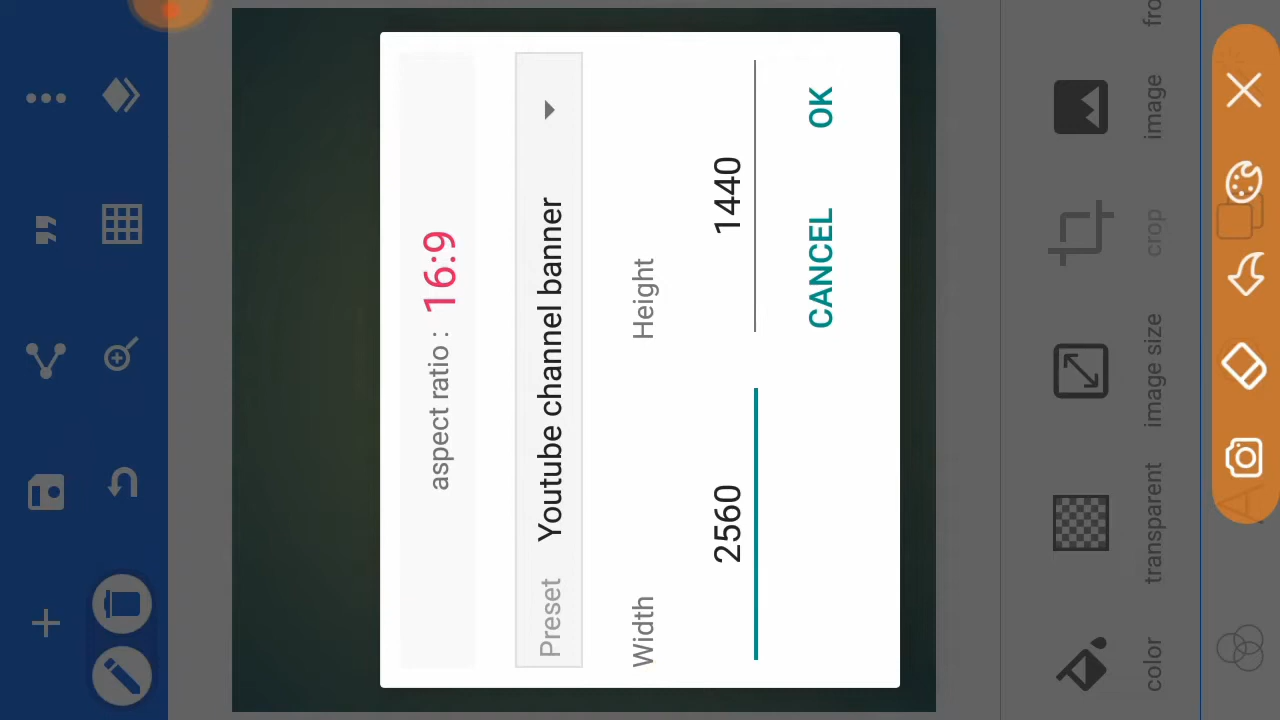 aspect ratio : 16:9
Preset Youtube channel banner
Width Height
2560 1440
CANCEL OK
color transparent image size crop image fro
A